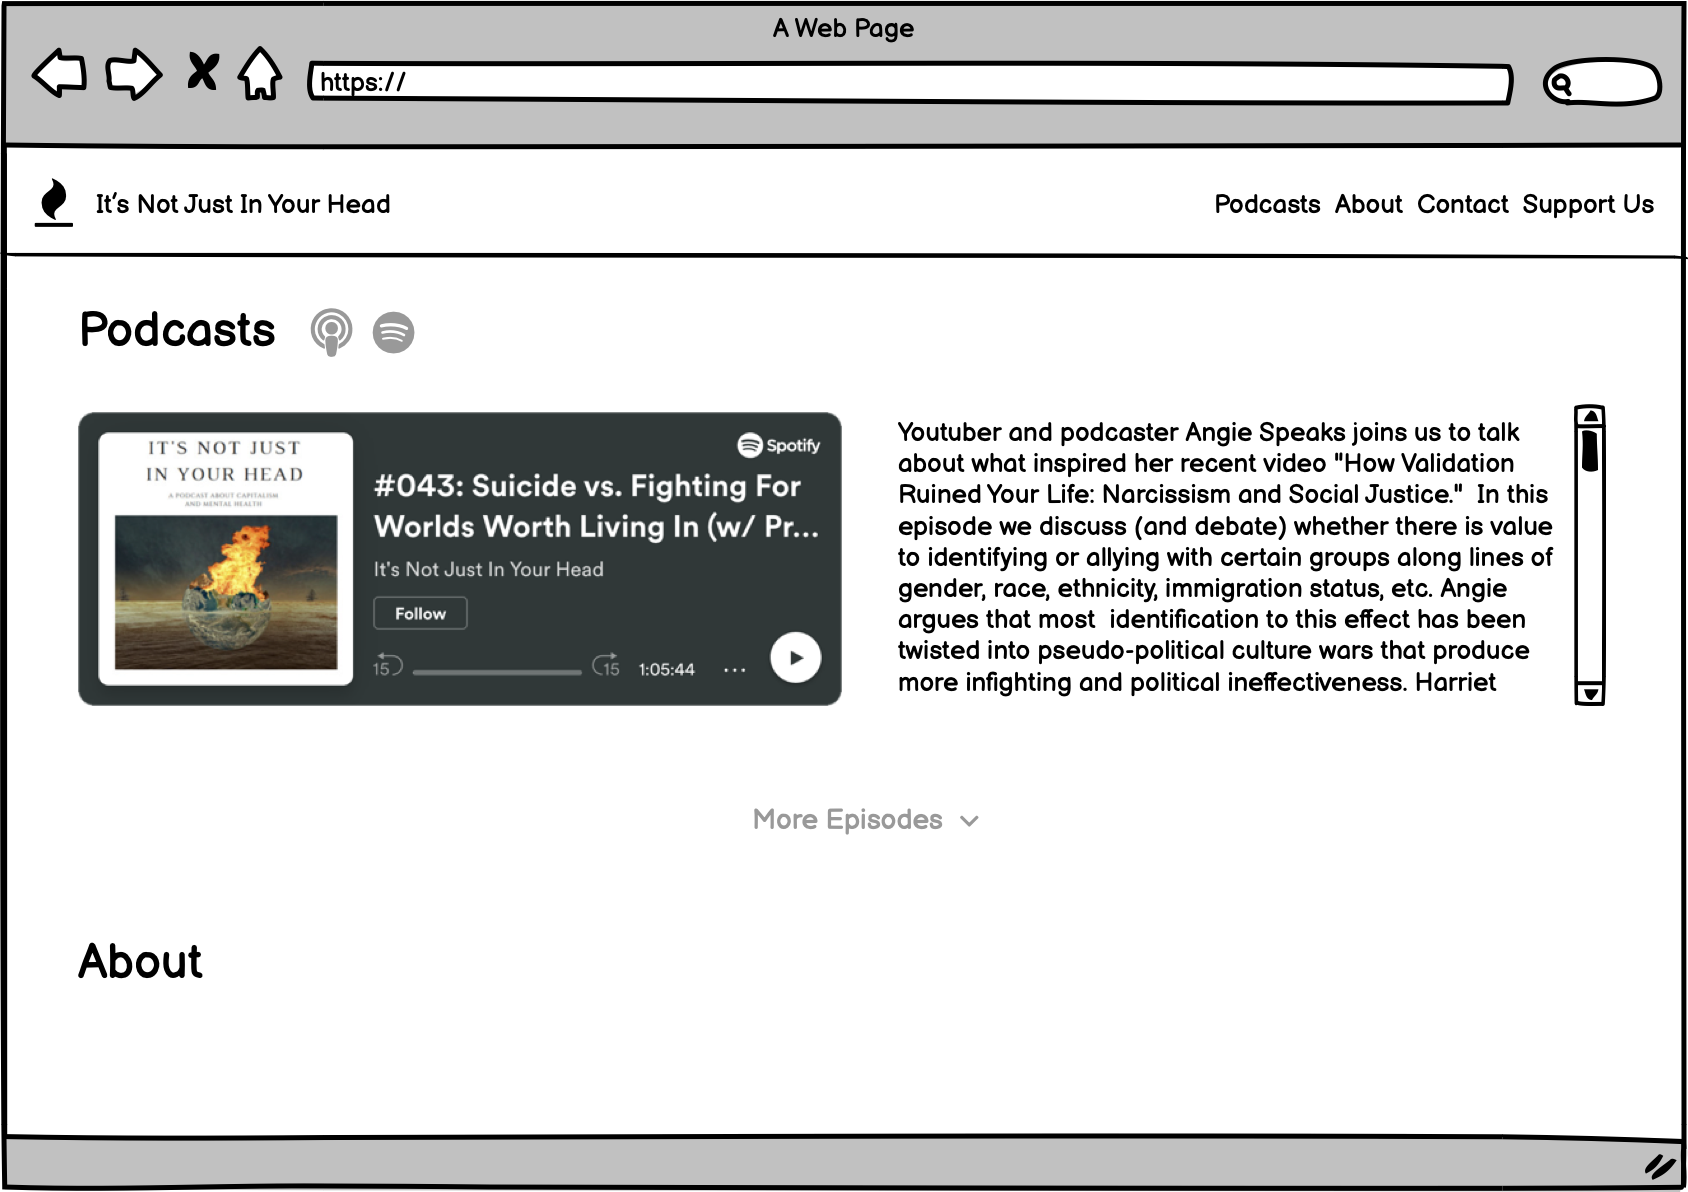 A Web Page
https://
It's Not Just In Your Head
Podcasts About Contact Support Us
Podcasts
IT'S NOT JUST
IN YOUR HEAD
A PODCAST ABOUT CAPITALISM
AND MENTAL HEALTH
Spotify
#043: Suicide vs. Fighting For
Worlds Worth Living In (w/ Pr...
It's Not Just In Your Head
Follow
15 15 1:05:44 ...
Youtuber and podcaster Angie Speaks joins us to talk
about what inspired her recent video "How Validation
Ruined Your Life: Narcissism and Social Justice."  In this
episode we discuss (and debate) whether there is value
to identifying or allying with certain groups along lines of
gender, race, ethnicity, immigration status, etc. Angie
argues that most  identification to this effect has been
twisted into pseudo-political culture wars that produce
more infighting and political ineffectiveness. Harriet
More Episodes
About